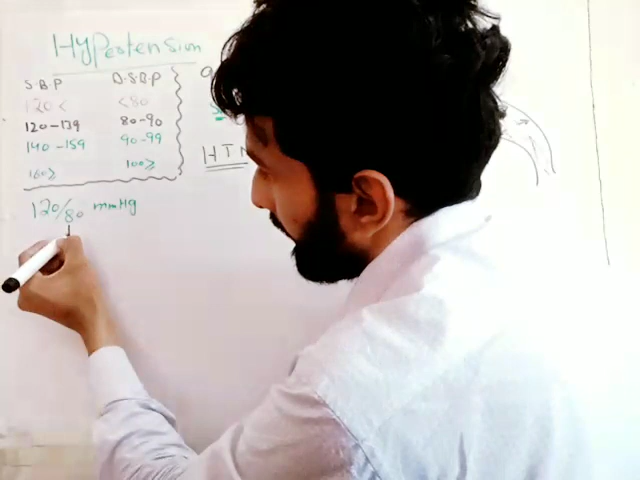 Hypertension
S.B.P D.S.B.P
120< <80
120-139 80-90
140-159 90-99
160≥ 100≥
120/80 mmHg
HTN